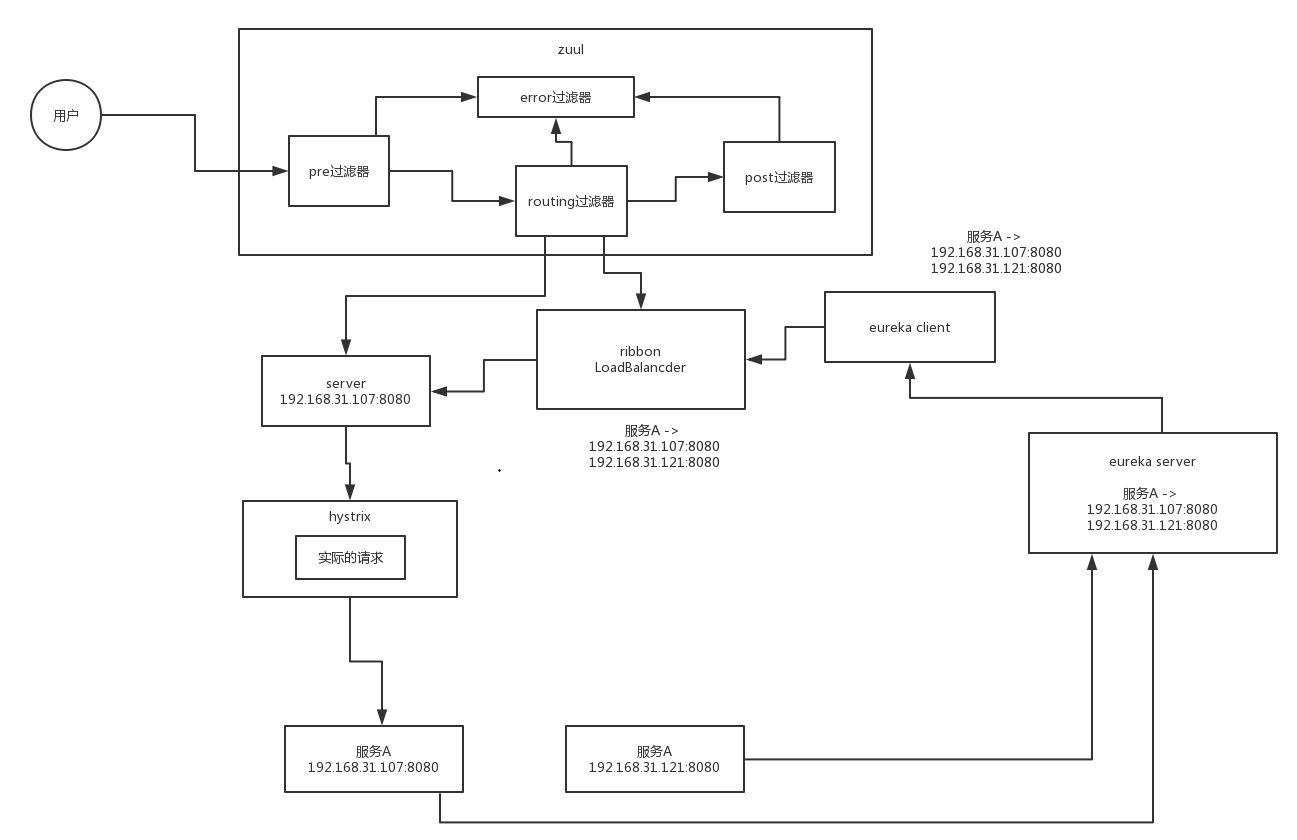 zuul
error过滤器
用户
pre过滤器
post过滤器
routing过滤器
服务A ->
192.168.31.107:8080
192.168.31.121:8080
eureka client
ribbon
LoadBalancder
server
192.168.31.107:8080
服务A ->
192.168.31.107:8080
192.168.31.121:8080
eureka server
服务A ->
192.168.31.107:8080
192.168.31.121:8080
hystrix
实际的请求
服务A
192.168.31.107:8080
服务A
192.168.31.121:8080